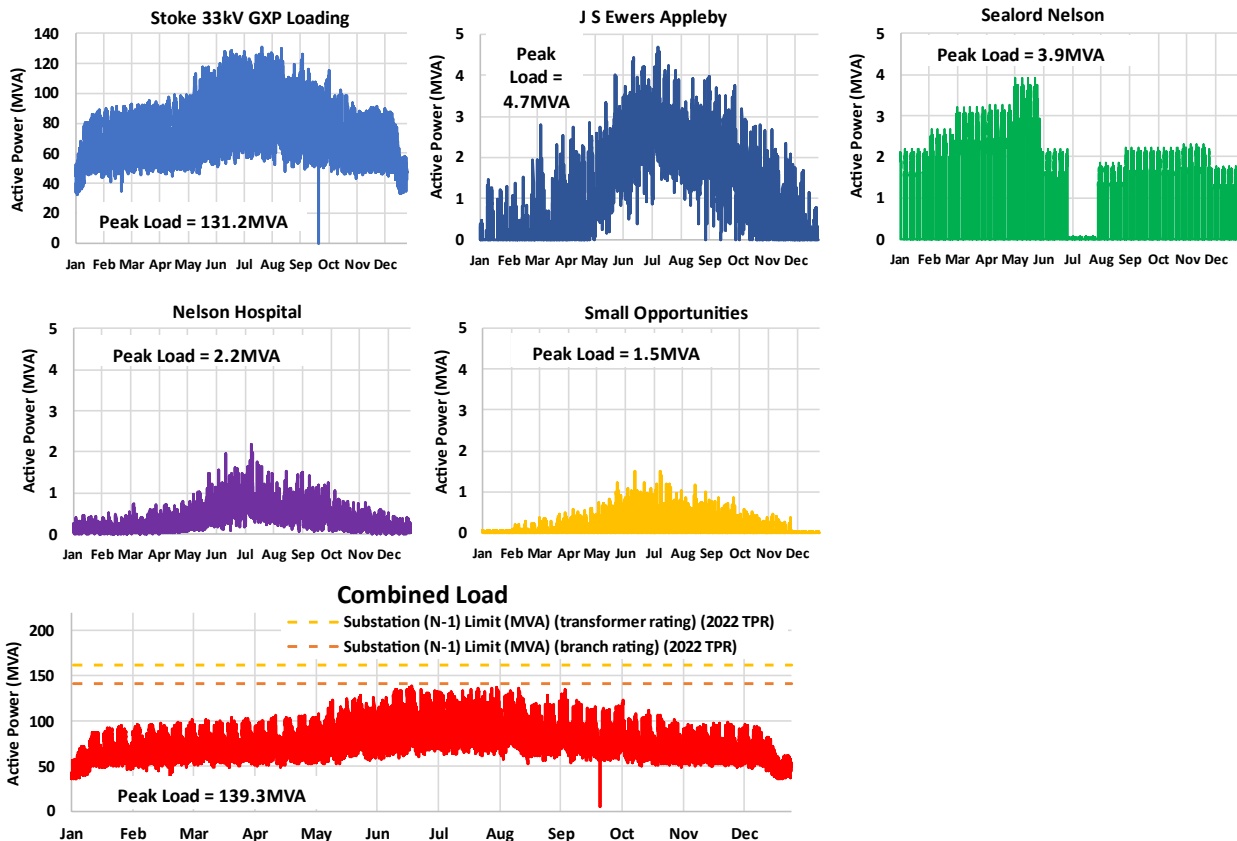 Stoke 33kV GXP Loading
Active Power (MVA)
140
120
100
80
60
40
20
0
Peak Load = 131.2MVA
Jan Feb Mar Apr May Jun Jul Aug Sep Oct Nov Dec
J S Ewers Appleby
Active Power (MVA)
5
4
3
2
1
0
Peak
Load =
4.7MVA
Jan Feb Mar Apr May Jun Jul Aug Sep Oct Nov Dec
Sealord Nelson
Active Power (MVA)
5
4
3
2
1
0
Peak Load = 3.9MVA
Jan Feb Mar Apr May Jun Jul Aug Sep Oct Nov Dec
Nelson Hospital
Active Power (MVA)
5
4
3
2
1
0
Peak Load = 2.2MVA
Jan Feb Mar Apr May Jun Jul Aug Sep Oct Nov Dec
Small Opportunities
Active Power (MVA)
5
4
3
2
1
0
Peak Load = 1.5MVA
Jan Feb Mar Apr May Jun Jul Aug Sep Oct Nov Dec
Combined Load
Substation (N-1) Limit (MVA) (transformer rating) (2022 TPR)
Substation (N-1) Limit (MVA) (branch rating) (2022 TPR)
Active Power (MVA)
200
150
100
50
0
Peak Load = 139.3MVA
Jan Feb Mar Apr May Jun Jul Aug Sep Oct Nov Dec